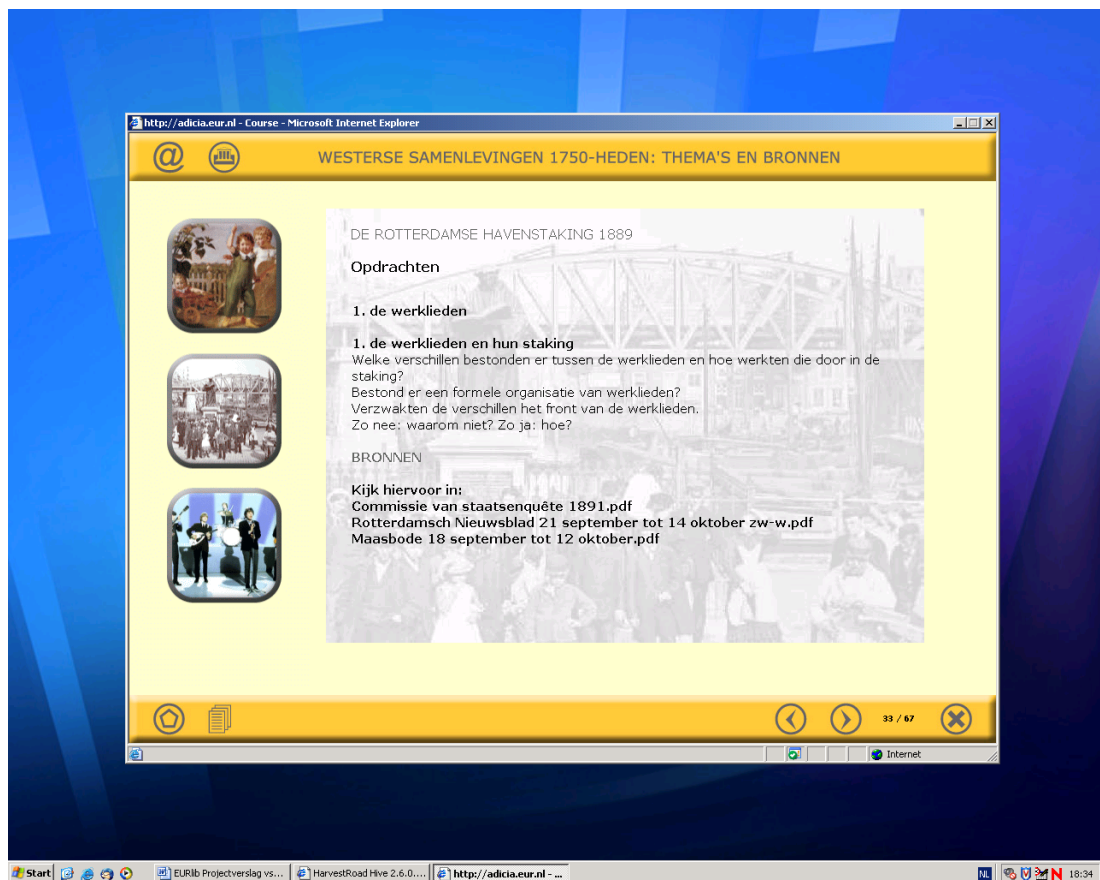 http://adicia.eur.nl - Course - Microsoft Internet Explorer
@
WESTERSE SAMENLEVINGEN 1750-HEDEN: THEMA'S EN BRONNEN
DE ROTTERDAMSE HAVENSTAKING 1889
Opdrachten
1. de werklieden
1. de werklieden en hun staking
Welke verschillen bestonden er tussen de werklieden en hoe werkten die door in de
staking?
Bestond er een formele organisatie van werklieden?
Verzwakten de verschillen het front van de werklieden.
Zo nee: waarom niet? Zo ja: hoe?
BRONNEN
Kijk hiervoor in:
Commissie van staatsenquête 1891.pdf
Rotterdamsch Nieuwsblad 21 september tot 14 oktober zw-w.pdf
Maasbode 18 september tot 12 oktober.pdf
33 / 67
Internet
Start
EURlib Projectverslag vs...
HarvestRoad Hive 2.6.0....
http://adicia.eur.nl - ...
NL
18:34